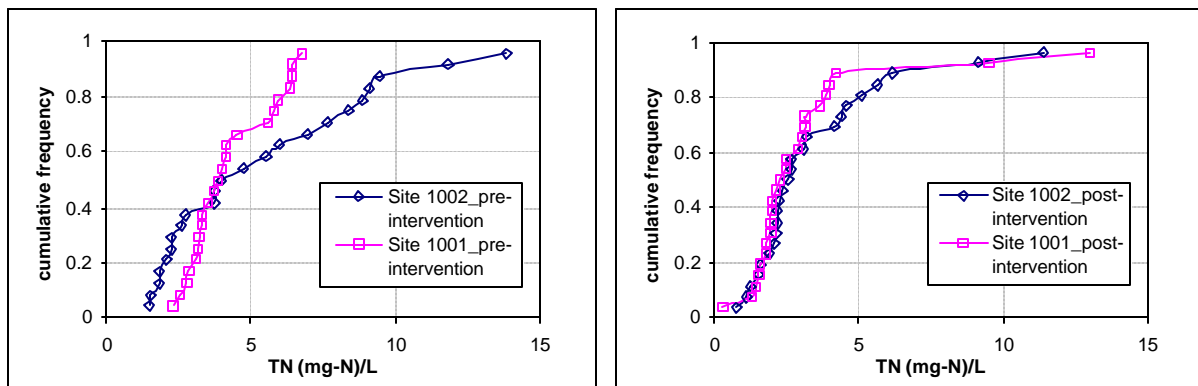 1
0.8
0.6
0.4
0.2
0
cumulative frequency
0 5 10 15
TN (mg-N)/L
Site 1002_pre-
intervention
Site 1001_pre-
intervention
1
0.8
0.6
0.4
0.2
0
cumulative frequency
0 5 10 15
TN (mg-N)/L
Site 1002_post-
intervention
Site 1001_post-
intervention